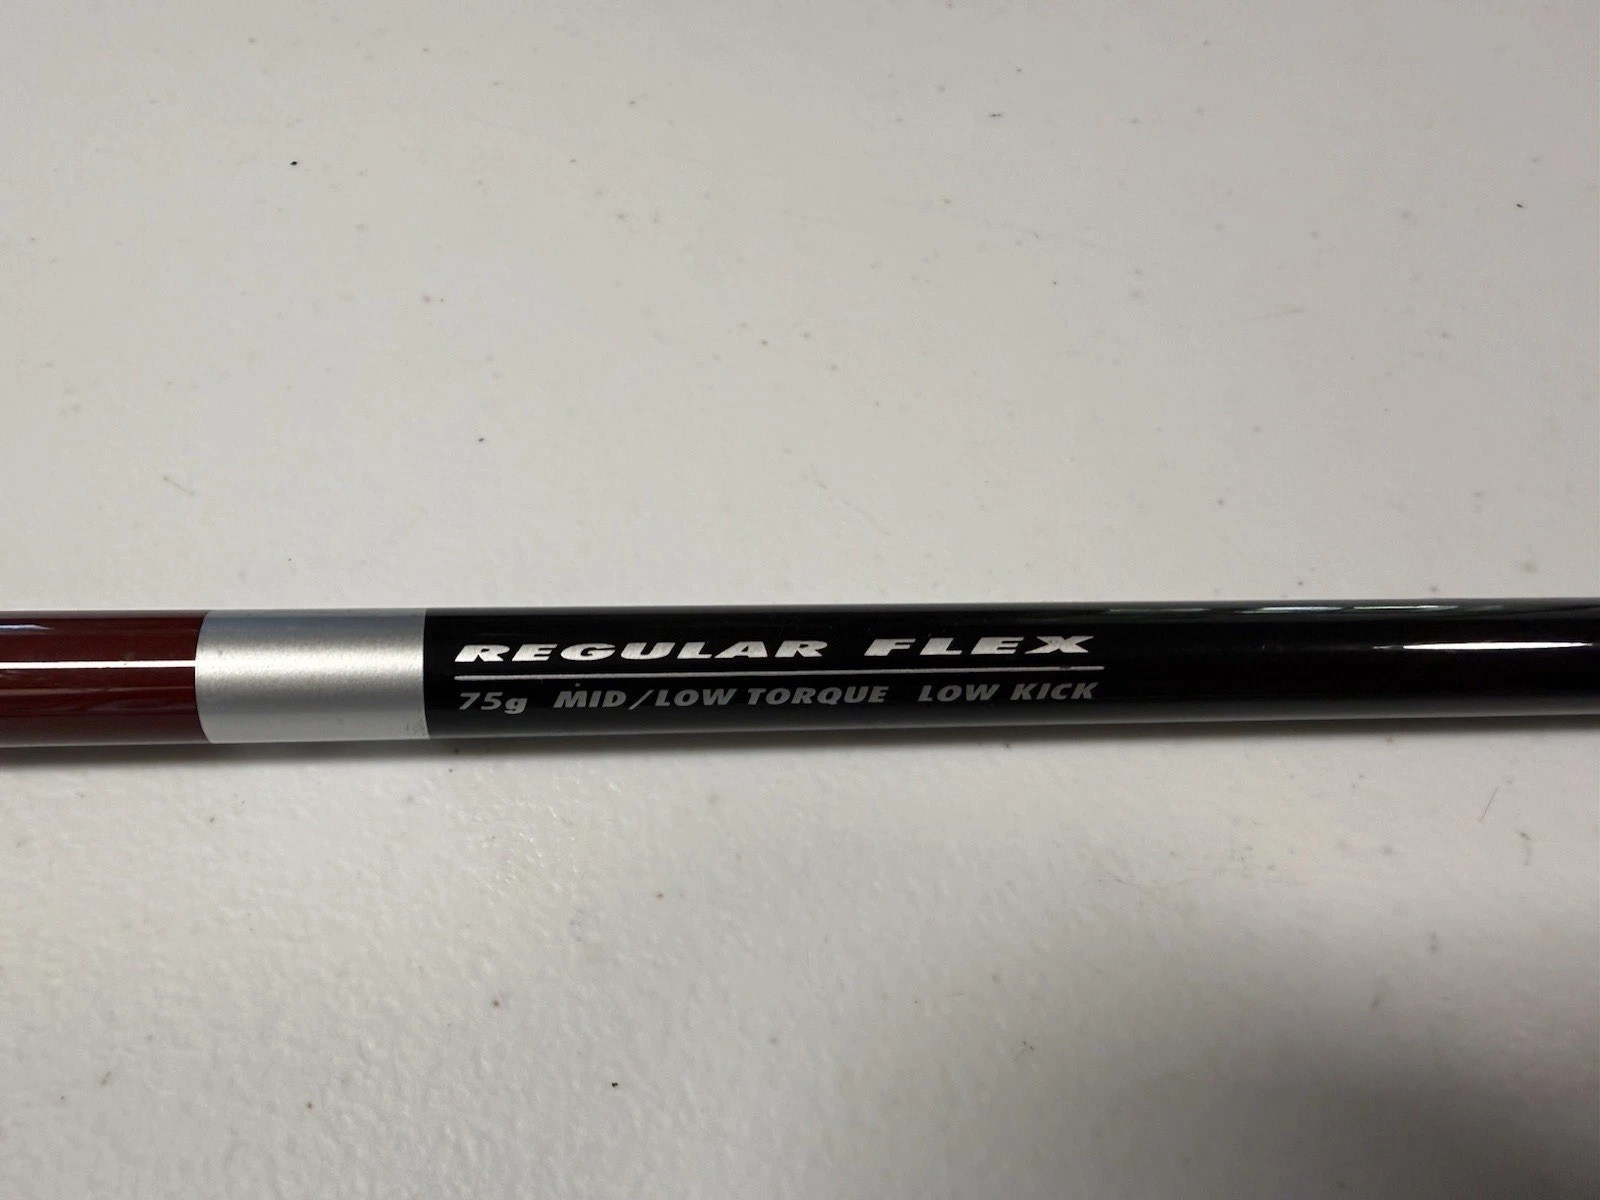 REGULAR FLEX
75g MID/LOW TORQUE LOW KICK